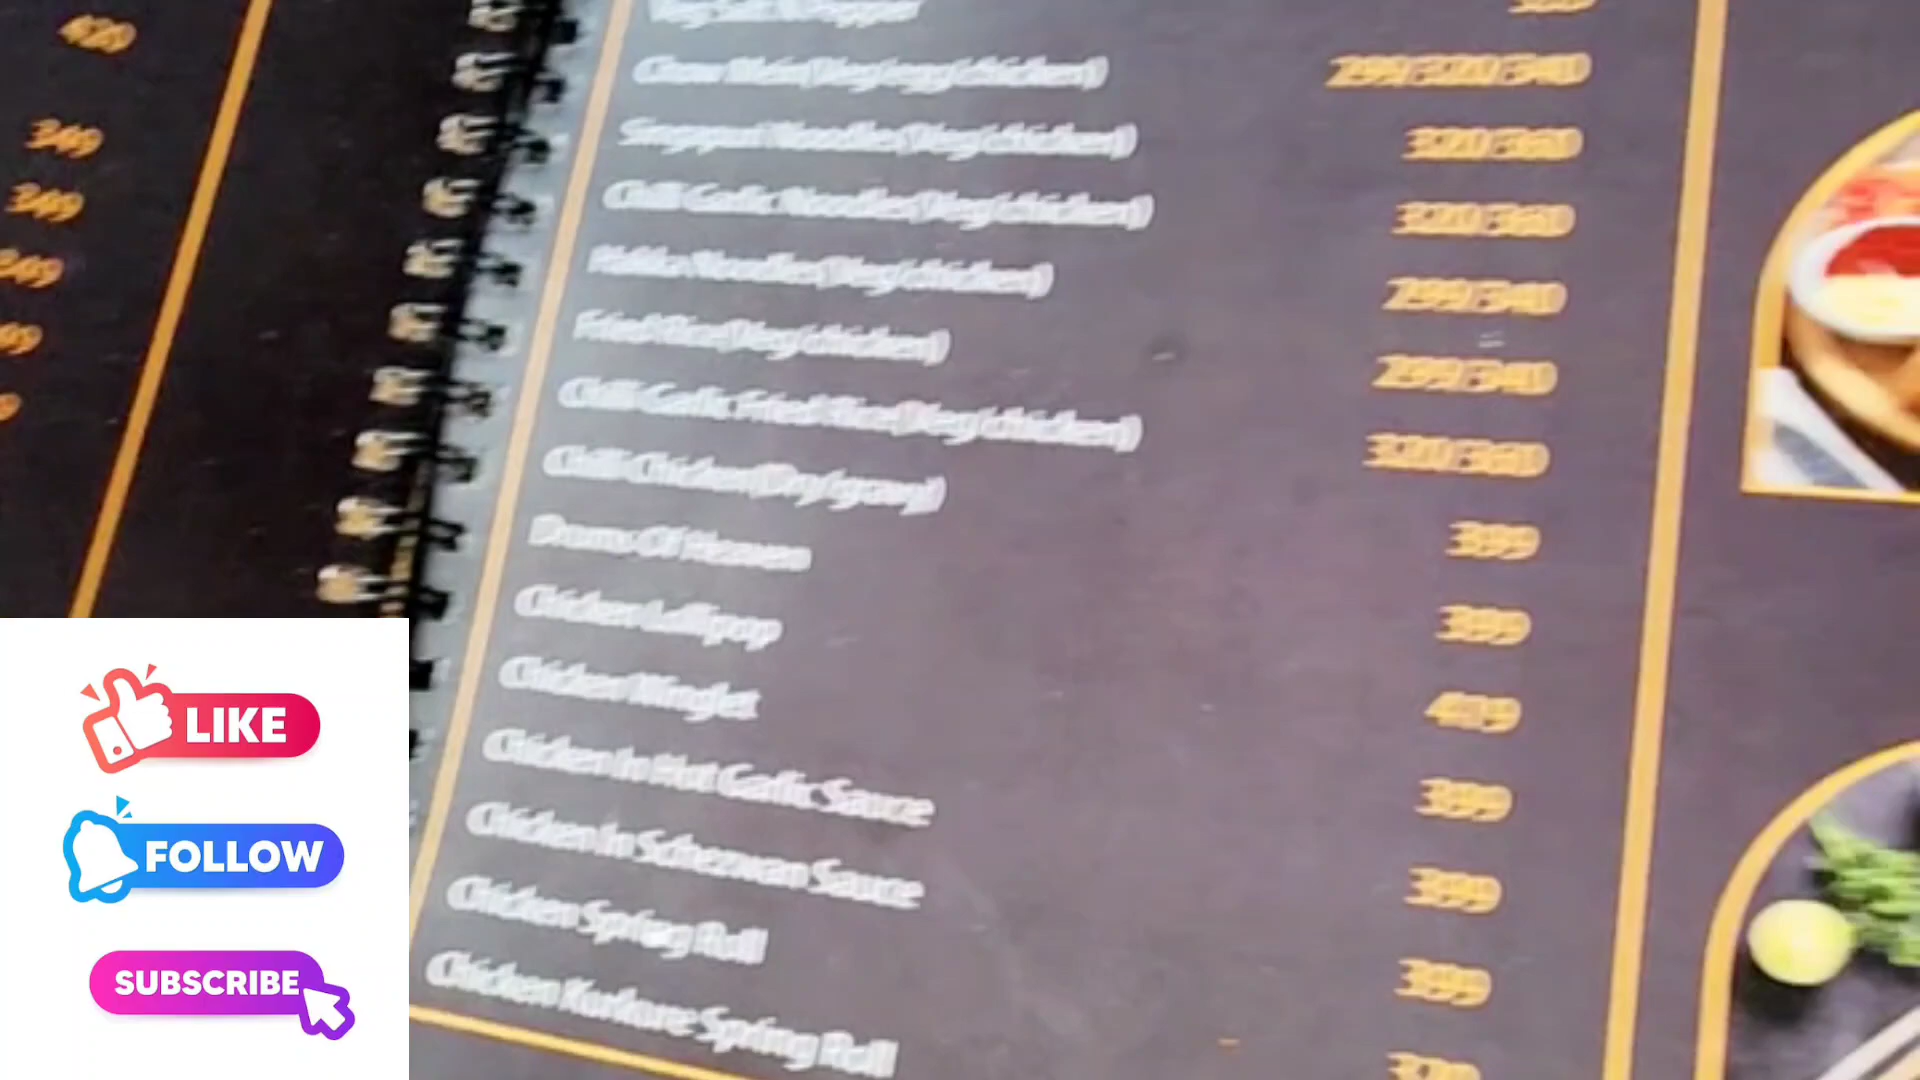 429
349
349
349
Chow Mein(Veg/egg/chicken) 299/320/340
Singapuri Noodles(Veg/chicken) 320/360
Chilli Garlic Noodles(Veg/chicken) 320/360
Hakka Noodles(Veg/chicken) 299/340
Fried Rice(Veg/chicken) 299/340
Chilli Garlic Fried Rice(Veg/chicken) 320/360
Chilli Chicken(Dry/gravy) 399
Drums Of Heaven 399
Chicken Lollipop 419
Chicken 399
Chicken In Hot Garlic Sauce 399
Chicken In Schezwan Sauce 399
Chicken Spring Roll
Chicken Kurkure Spring Roll
LIKE
FOLLOW
SUBSCRIBE